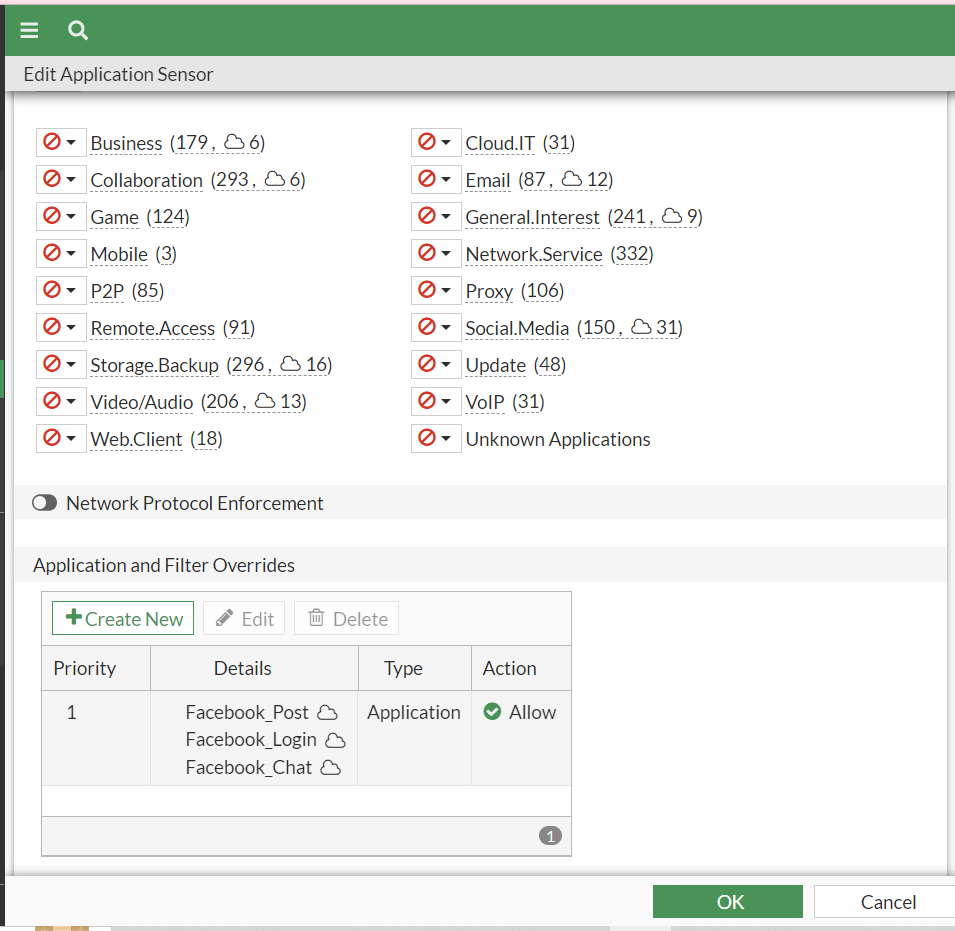 Edit Application Sensor
Business (179, 6) Cloud.IT (31)
Collaboration (293, 6) Email (87, 12)
Game (124) General.Interest (241, 9)
Mobile (3) Network.Service (332)
P2P (85) Proxy (106)
Remote.Access (91) Social.Media (150, 31)
Storage.Backup (296, 16) Update (48)
Video/Audio (206, 13) VoIP (31)
Web.Client (18) Unknown Applications
Network Protocol Enforcement
Application and Filter Overrides
Create New Edit Delete
Priority Details Type Action
1 Facebook_Post Application Allow
Facebook_Login
Facebook_Chat
1
OK Cancel